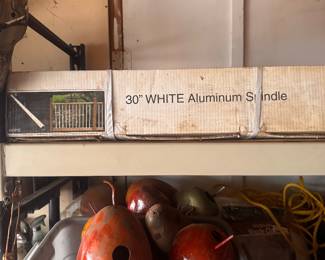 30" WHITE Aluminum Spindle